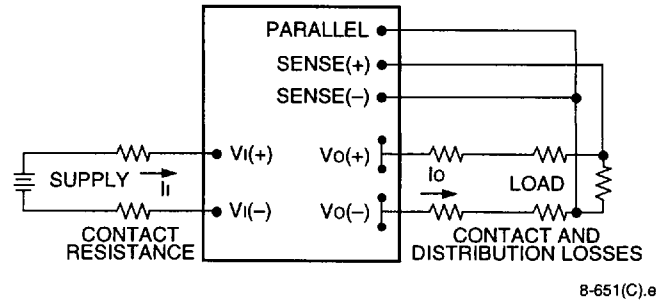 PARALLEL
SENSE(+)
SENSE(–)
VI(+)
VO(+)
SUPPLY
II
IO
LOAD
VI(–)
VO(–)
CONTACT
RESISTANCE
CONTACT AND
DISTRIBUTION LOSSES
8-651(C).e